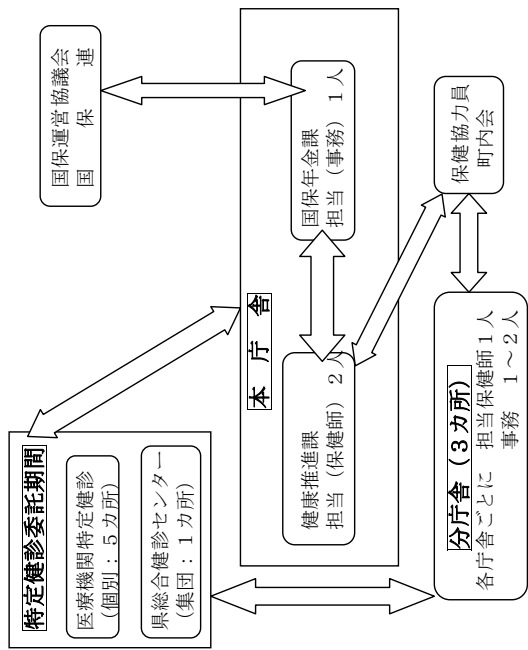 特定健診委託期間
医療機関特定健診
(個別:5カ所)
県総合健診センター
(集団:1カ所)
国保運営協議会
国保連
本庁舎
健康推進課
担当(保健師) 2人
国保年金課
担当(事務) 1人
分庁舎(3カ所)
各庁舎ごとに 担当保健師1人
事務 1~2人
保健協力員
町内会